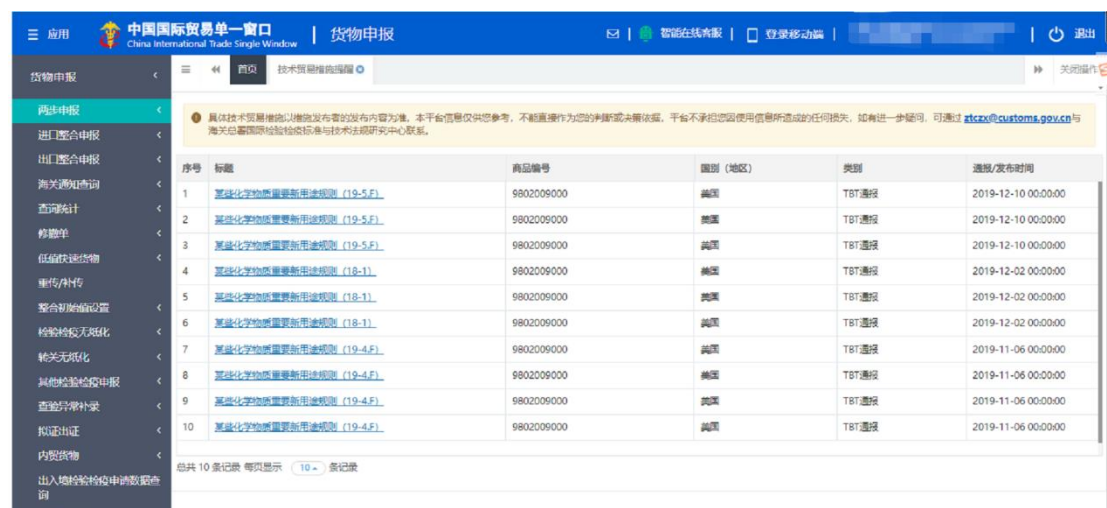 应用
中国国际贸易单一窗口
China International Trade Single Window
货物申报
智能在线客服
登录移动端
退出
货物申报
首页
技术贸易措施提醒
关闭操作
两步申报
进口整合申报
出口整合申报
海关通知查询
查询统计
修撤单
低值快速货物
重传/补传
整合初始值设置
检验检疫无纸化
转关无纸化
其他检验检疫申报
查验异常补录
拟证出证
内贸货物
出入境检验检疫申请数据查
询
具体技术贸易措施以措施发布者的发布内容为准，本平台信息仅供您参考，不能直接作为您的判断或决策依据，平台不承担您因使用信息所造成的任何损失，如有进一步疑问，可通过 ztczx@customs.gov.cn与
海关总署国际检验检疫标准与技术法规研究中心联系。
序号 标题 商品编号 国别（地区） 类别 通报/发布时间
1 某些化学物质重要新用途规则（19-5.F） 9802009000 美国 TBT通报 2019-12-10 00:00:00
2 某些化学物质重要新用途规则（19-5.F） 9802009000 美国 TBT通报 2019-12-10 00:00:00
3 某些化学物质重要新用途规则（19-5.F） 9802009000 美国 TBT通报 2019-12-10 00:00:00
4 某些化学物质重要新用途规则（18-1） 9802009000 美国 TBT通报 2019-12-02 00:00:00
5 某些化学物质重要新用途规则（18-1） 9802009000 美国 TBT通报 2019-12-02 00:00:00
6 某些化学物质重要新用途规则（18-1） 9802009000 美国 TBT通报 2019-12-02 00:00:00
7 某些化学物质重要新用途规则（19-4.F） 9802009000 美国 TBT通报 2019-11-06 00:00:00
8 某些化学物质重要新用途规则（19-4.F） 9802009000 美国 TBT通报 2019-11-06 00:00:00
9 某些化学物质重要新用途规则（19-4.F） 9802009000 美国 TBT通报 2019-11-06 00:00:00
10 某些化学物质重要新用途规则（19-4.F） 9802009000 美国 TBT通报 2019-11-06 00:00:00
总共 10 条记录 每页显示 10 条记录